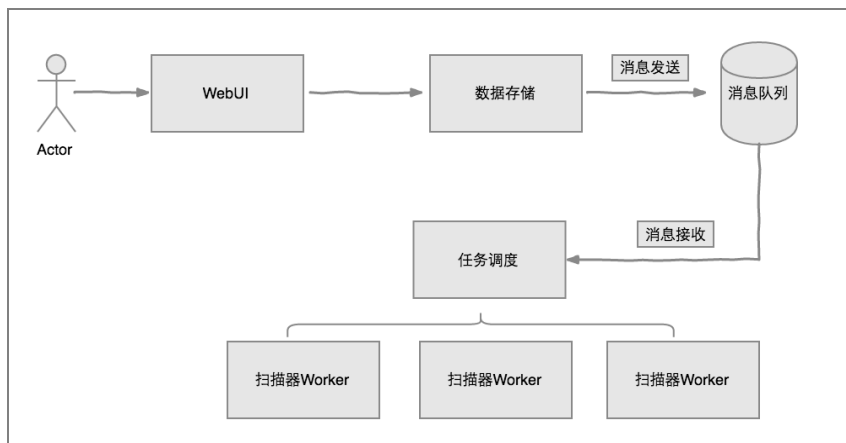 WebUI
数据存储
消息发送
消息队列
Actor
消息接收
任务调度
扫描器Worker
扫描器Worker
扫描器Worker